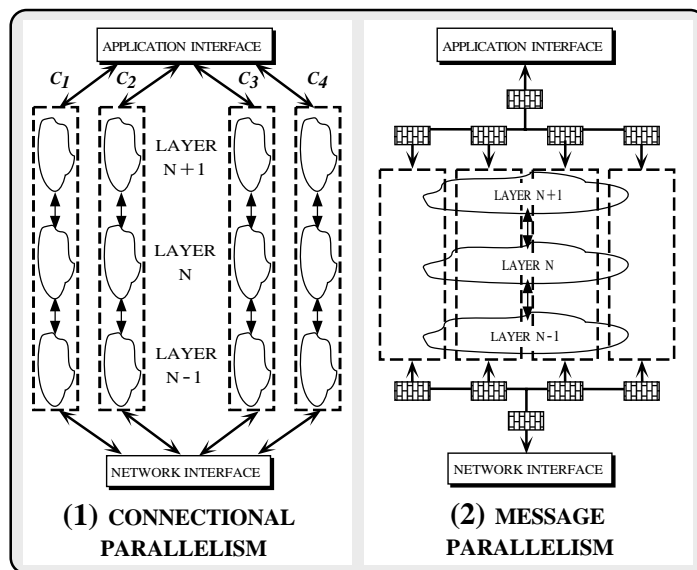 APPLICATION INTERFACE
C1 C2 C3 C4
LAYER
N+1
LAYER
N
LAYER
N-1
NETWORK INTERFACE
(1) CONNECTIONAL
PARALLELISM
APPLICATION INTERFACE
LAYER N+1
LAYER N
LAYER N-1
NETWORK INTERFACE
(2) MESSAGE
PARALLELISM